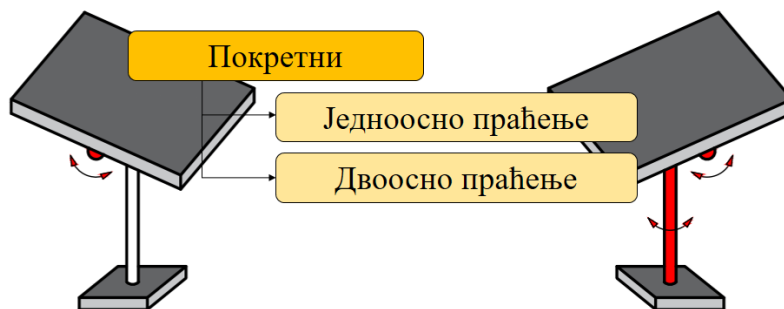 Покретни
Једноосно праћење
Двоосно праћење